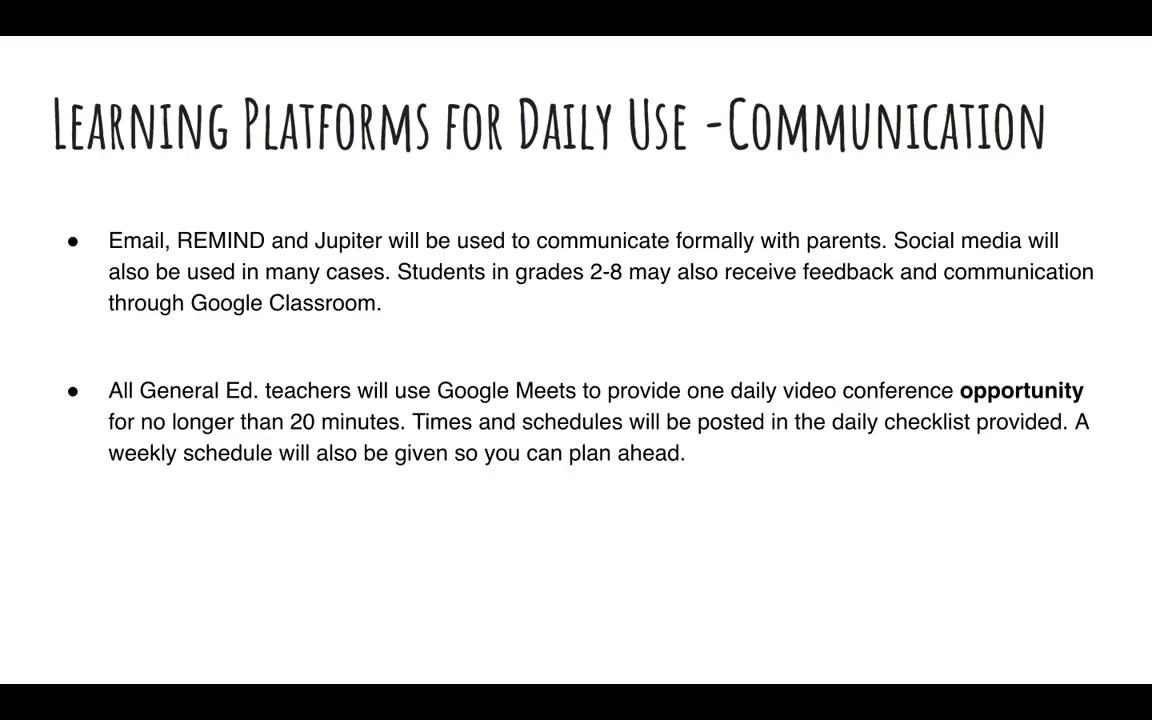 Learning Platforms for Daily Use -Communication
● Email, REMIND and Jupiter will be used to communicate formally with parents. Social media will
also be used in many cases. Students in grades 2-8 may also receive feedback and communication
through Google Classroom.
● All General Ed. teachers will use Google Meets to provide one daily video conference opportunity
for no longer than 20 minutes. Times and schedules will be posted in the daily checklist provided. A
weekly schedule will also be given so you can plan ahead.